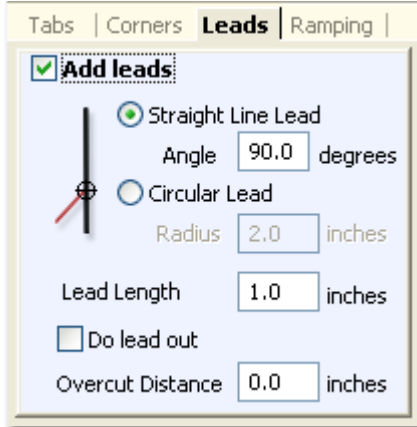 Tabs | Corners Leads | Ramping |
Add leads
Straight Line Lead
Angle 90.0 degrees
Circular Lead
Radius 2.0 inches
Lead Length 1.0 inches
Do lead out
Overcut Distance 0.0 inches